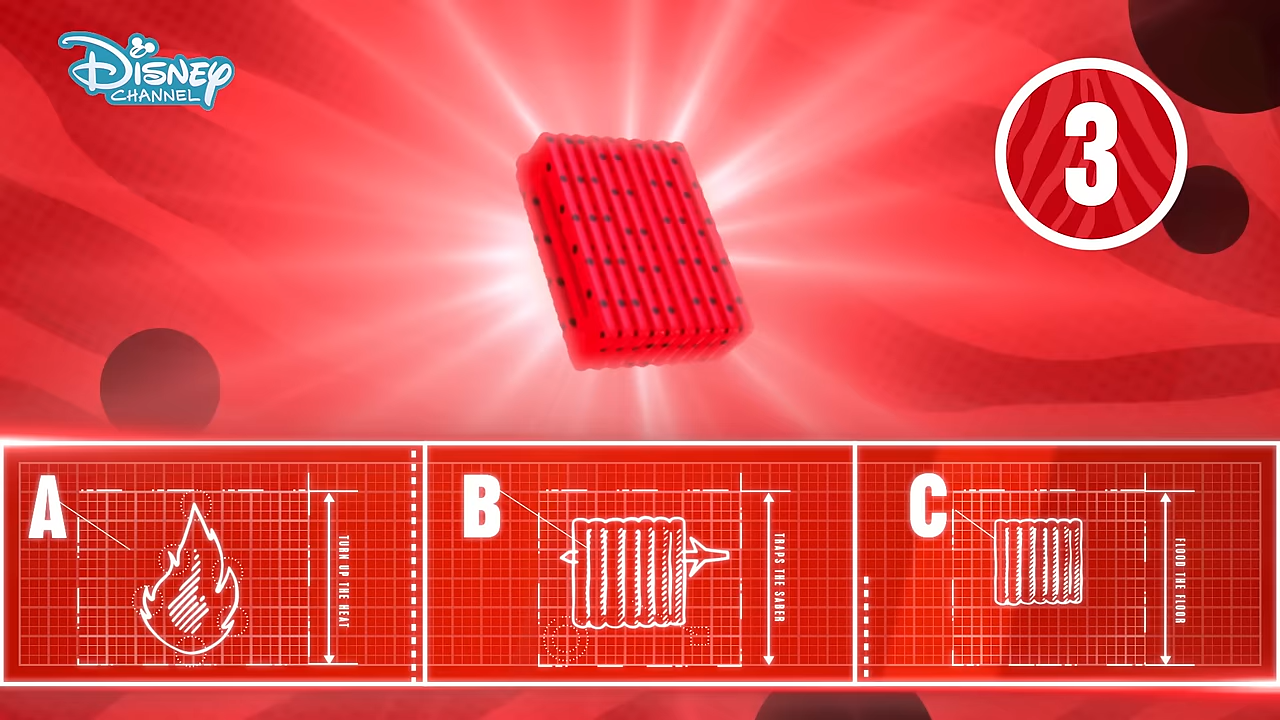 DISNEY
CHANNEL
3
A
TURN UP THE HEAT
B
TRAPS THE SABER
C
FLOOD THE FLOOR